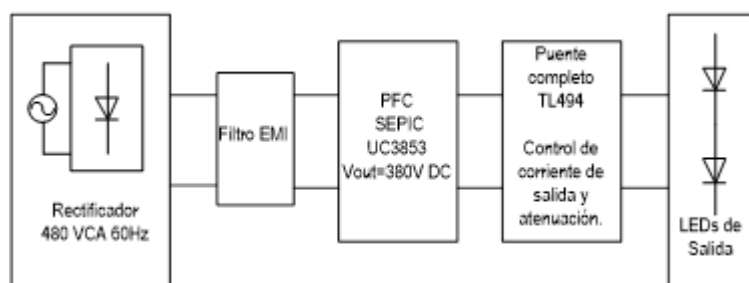 Rectificador
480 VCA 60Hz
Filtro EMI
PFC
SEPIC
UC3853
Vout=380V DC
Puente
completo
TL494
Control de
corriente de
salida y
atenuación.
LEDs de
Salida